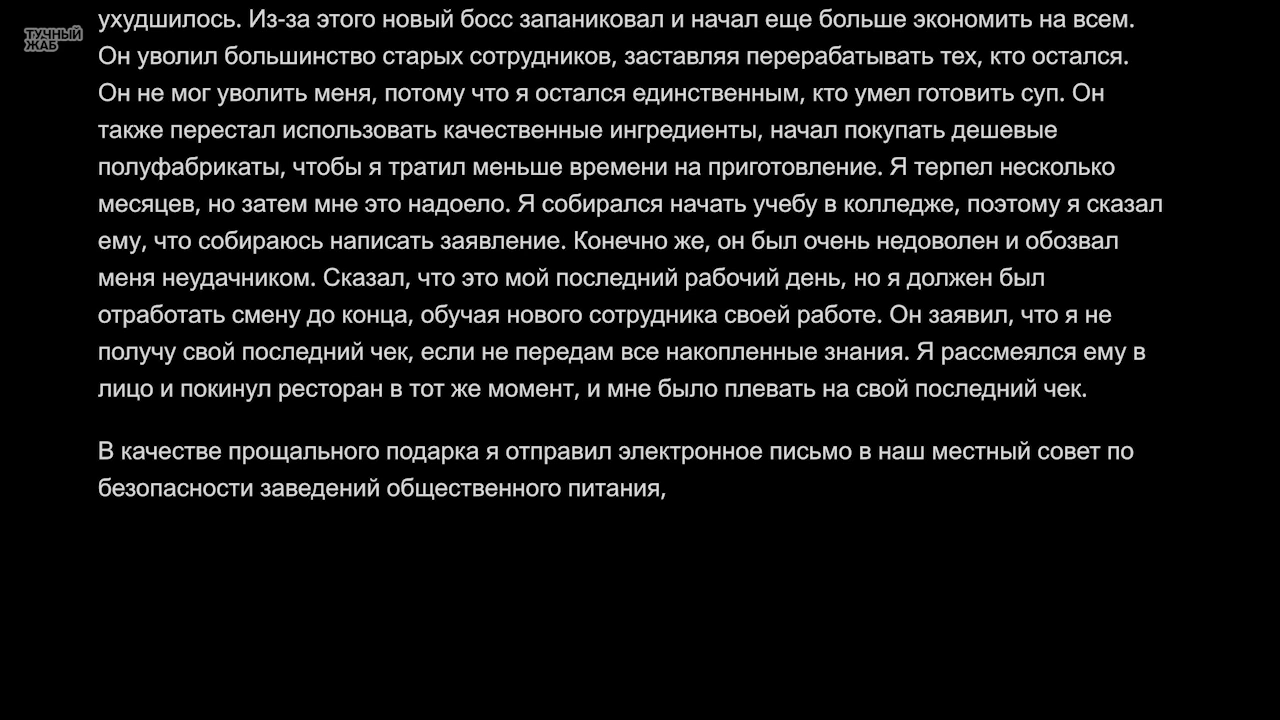 ТУЧНЫЙ
ЖАБ
ухудшилось. Из-за этого новый босс запаниковал и начал еще больше экономить на всем.
Он уволил большинство старых сотрудников, заставляя перерабатывать тех, кто остался.
Он не мог уволить меня, потому что я остался единственным, кто умел готовить суп. Он
также перестал использовать качественные ингредиенты, начал покупать дешевые
полуфабрикаты, чтобы я тратил меньше времени на приготовление. Я терпел несколько
месяцев, но затем мне это надоело. Я собирался начать учебу в колледже, поэтому я сказал
ему, что собираюсь написать заявление. Конечно же, он был очень недоволен и обозвал
меня неудачником. Сказал, что это мой последний рабочий день, но я должен был
отработать смену до конца, обучая нового сотрудника своей работе. Он заявил, что я не
получу свой последний чек, если не передам все накопленные знания. Я рассмеялся ему в
лицо и покинул ресторан в тот же момент, и мне было плевать на свой последний чек.
В качестве прощального подарка я отправил электронное письмо в наш местный совет по
безопасности заведений общественного питания,